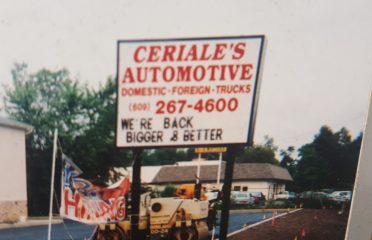 CERIALE'S
AUTOMOTIVE
DOMESTIC - FOREIGN - TRUCKS
(609) 267-4600
WE'RE BACK
BIGGER & BETTER